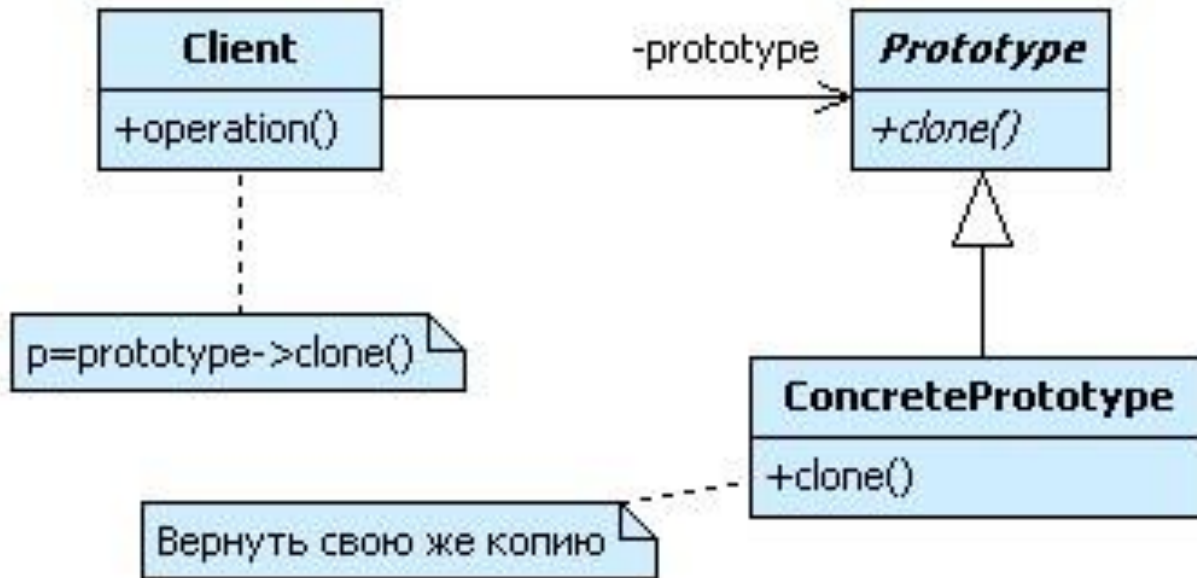 Client
+operation()
-prototype
Prototype
+clone()
p=prototype->clone()
ConcretePrototype
+clone()
Вернуть свою же копию